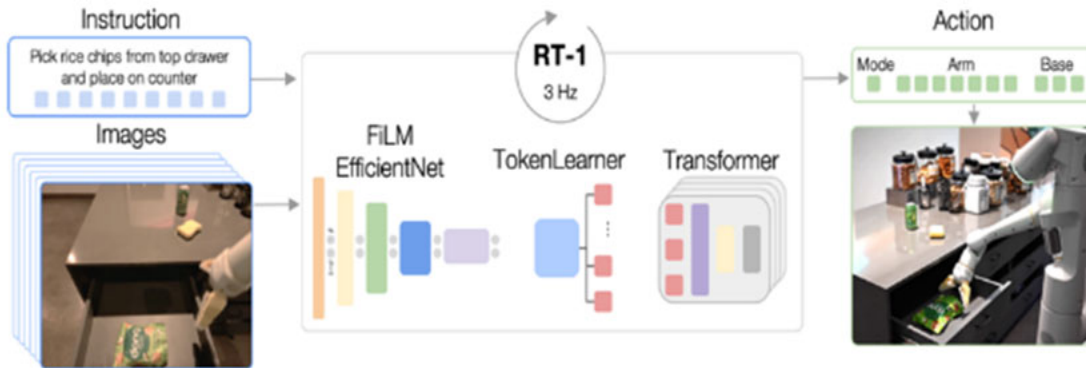 Instruction
Pick rice chips from top drawer
and place on counter
Images
RT-1
3 Hz
FiLM
EfficientNet
TokenLearner
Transformer
Action
Mode Arm Base